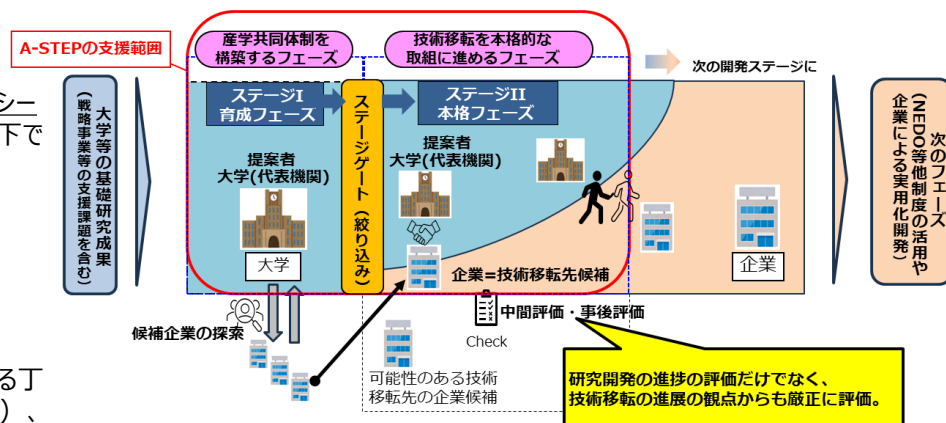 A-STEPの支援範囲
産学共同体制を
構築するフェーズ
技術移転を本格的な
取組に進めるフェーズ
次の開発ステージに
シー
下で
大学等の基礎研究成果
(戦略事業等の支援課題を含む)
ステージI
育成フェーズ
ステージゲート(絞り込み)
ステージII
本格フェーズ
提案者
大学(代表機関)
提案者
大学(代表機関)
大学
企業=技術移転先候補
企業
次のフェーズ
(NEDO等他制度の活用や
企業による実用化開発)
候補企業の探索
中間評価・事後評価
Check
可能性のある技術
移転先の企業候補
研究開発の進捗の評価だけでなく、
技術移転の進展の観点からも厳正に評価。
る丁
)、